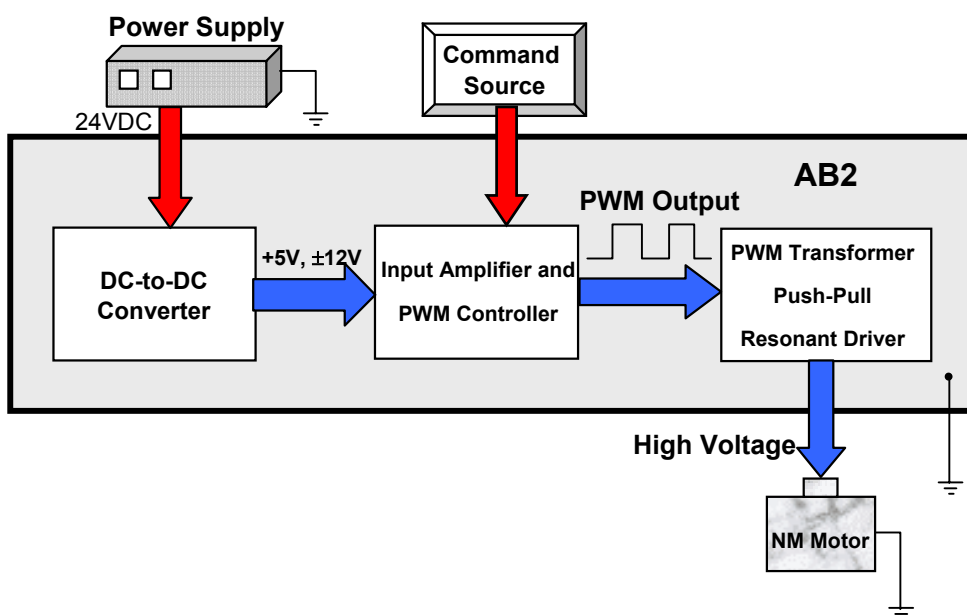 Power Supply
Command
Source
24VDC
AB2
PWM Output
+5V, ±12V
DC-to-DC
Converter
Input Amplifier and
PWM Controller
PWM Transformer
Push-Pull
Resonant Driver
High Voltage
NM Motor